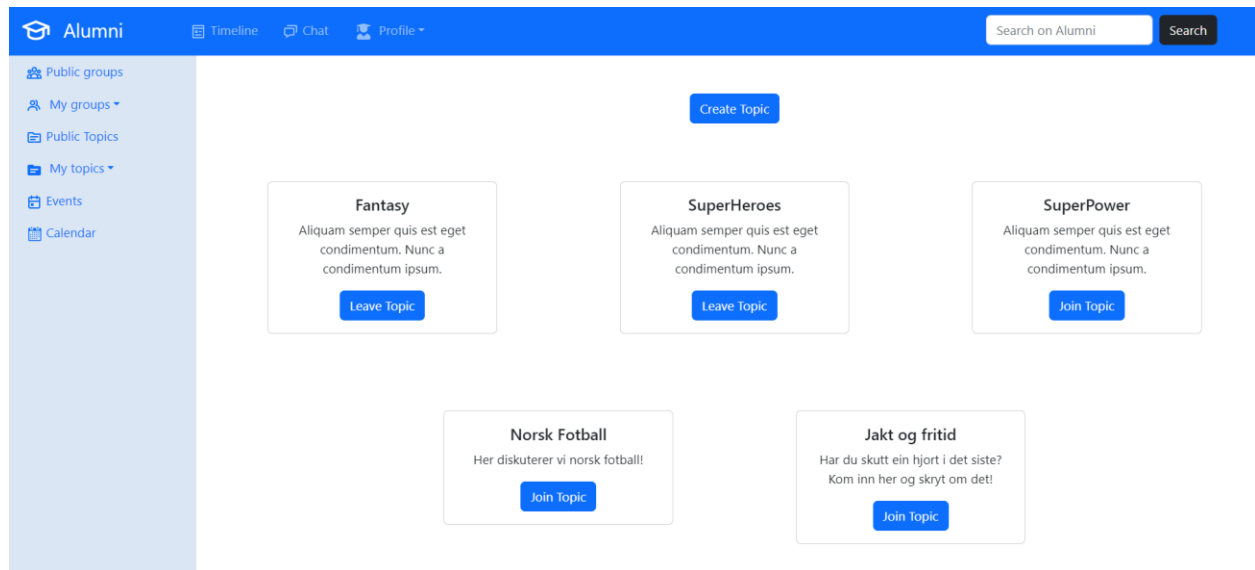 Alumni
Timeline
Chat
Profile
Search on Alumni
Search
Public groups
My groups
Public Topics
My topics
Events
Calendar
Create Topic
Fantasy
Aliquam semper quis est eget
condimentum. Nunc a
condimentum ipsum.
Leave Topic
SuperHeroes
Aliquam semper quis est eget
condimentum. Nunc a
condimentum ipsum.
Leave Topic
SuperPower
Aliquam semper quis est eget
condimentum. Nunc a
condimentum ipsum.
Join Topic
Norsk Fotball
Her diskuterer vi norsk fotball!
Join Topic
Jakt og fritid
Har du skutt ein hjort i det siste?
Kom inn her og skryt om det!
Join Topic